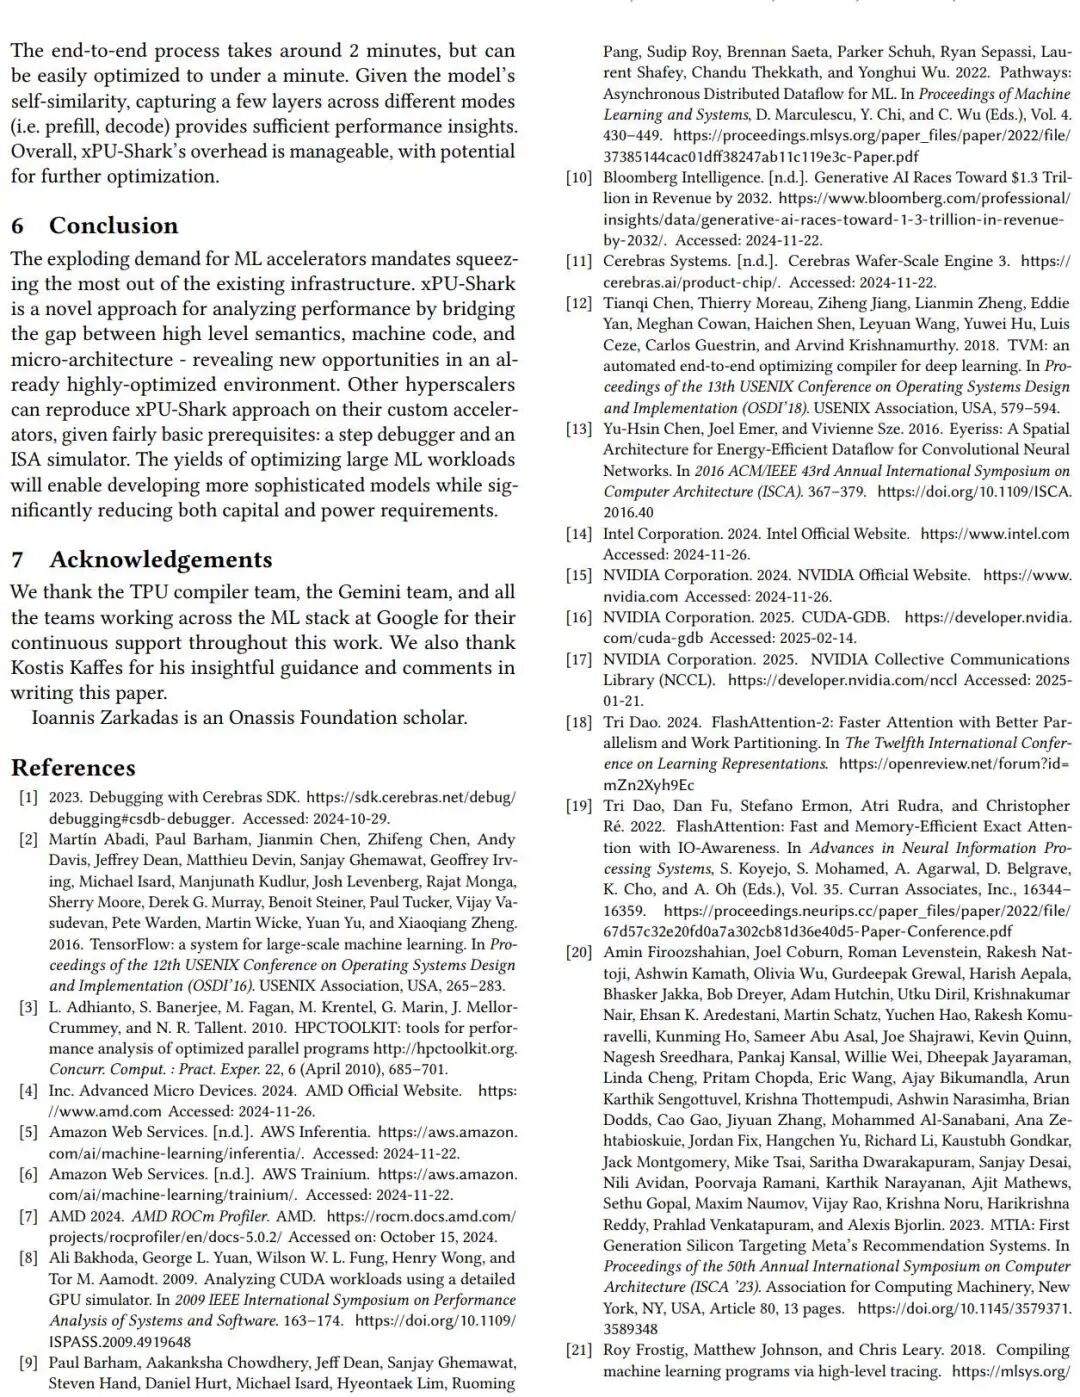 The end-to-end process takes around 2 minutes, but can
be easily optimized to under a minute. Given the model's
self-similarity, capturing a few layers across different modes
(i.e. prefill, decode) provides sufficient performance insights.
Overall, xPU-Shark's overhead is manageable, with potential
for further optimization.
6 Conclusion
The exploding demand for ML accelerators mandates squeez-
ing the most out of the existing infrastructure. xPU-Shark
is a novel approach for analyzing performance by bridging
the gap between high level semantics, machine code, and
micro-architecture - revealing new opportunities in an al-
ready highly-optimized environment. Other hyperscalers
can reproduce xPU-Shark approach on their custom acceler-
ators, given fairly basic prerequisites: a step debugger and an
ISA simulator. The yields of optimizing large ML workloads
will enable developing more sophisticated models while sig-
nificantly reducing both capital and power requirements.
7 Acknowledgements
We thank the TPU compiler team, the Gemini team, and all
the teams working across the ML stack at Google for their
continuous support throughout this work. We also thank
Kostis Kaffes for his insightful guidance and comments in
writing this paper.
Ioannis Zarkadas is an Onassis Foundation scholar.
References
[1] 2023. Debugging with Cerebras SDK. https://sdk.cerebras.net/debug/
debugging#csdb-debugger. Accessed: 2024-10-29.
[2] Martín Abadi, Paul Barham, Jianmin Chen, Zhifeng Chen, Andy
Davis, Jeffrey Dean, Matthieu Devin, Sanjay Ghemawat, Geoffrey Irv-
ing, Michael Isard, Manjunath Kudlur, Josh Levenberg, Rajat Monga,
Sherry Moore, Derek G. Murray, Benoit Steiner, Paul Tucker, Vijay Va-
sudevan, Pete Warden, Martin Wicke, Yuan Yu, and Xiaoqiang Zheng.
2016. TensorFlow: a system for large-scale machine learning. In Pro-
ceedings of the 12th USENIX Conference on Operating Systems Design
and Implementation (OSDI'16). USENIX Association, USA, 265–283.
[3] L. Adhianto, S. Banerjee, M. Fagan, M. Krentel, G. Marin, J. Mellor-
Crummey, and N. R. Tallent. 2010. HPCTOOLKIT: tools for perfor-
mance analysis of optimized parallel programs http://hpctoolkit.org.
Concurr. Comput. : Pract. Exper. 22, 6 (April 2010), 685–701.
[4] Inc. Advanced Micro Devices. 2024. AMD Official Website. https:
//www.amd.com Accessed: 2024-11-26.
[5] Amazon Web Services. [n.d.]. AWS Inferentia. https://aws.amazon.
com/ai/machine-learning/inferentia/. Accessed: 2024-11-22.
[6] Amazon Web Services. [n.d.]. AWS Trainium. https://aws.amazon.
com/ai/machine-learning/trainium/. Accessed: 2024-11-22.
[7] AMD 2024. AMD ROCm Profiler. AMD. https://rocm.docs.amd.com/
projects/rocprofiler/en/docs-5.0.2/ Accessed on: October 15, 2024.
[8] Ali Bakhoda, George L. Yuan, Wilson W. L. Fung, Henry Wong, and
Tor M. Aamodt. 2009. Analyzing CUDA workloads using a detailed
GPU simulator. In 2009 IEEE International Symposium on Performance
Analysis of Systems and Software. 163–174. https://doi.org/10.1109/
ISPASS.2009.4919648
[9] Paul Barham, Aakanksha Chowdhery, Jeff Dean, Sanjay Ghemawat,
Steven Hand, Daniel Hurt, Michael Isard, Hyeontaek Lim, Ruoming
Pang, Sudip Roy, Brennan Saeta, Parker Schuh, Ryan Sepassi, Lau-
rent Shafey, Chandu Thekkath, and Yonghui Wu. 2022. Pathways:
Asynchronous Distributed Dataflow for ML. In Proceedings of Machine
Learning and Systems, D. Marculescu, Y. Chi, and C. Wu (Eds.), Vol. 4.
430–449. https://proceedings.mlsys.org/paper_files/paper/2022/file/
37385144cac01dff38247ab11c119e3c-Paper.pdf
[10] Bloomberg Intelligence. [n.d.]. Generative AI Races Toward $1.3 Tril-
lion in Revenue by 2032. https://www.bloomberg.com/professional/
insights/data/generative-ai-races-toward-1-3-trillion-in-revenue-
by-2032/. Accessed: 2024-11-22.
[11] Cerebras Systems. [n.d.]. Cerebras Wafer-Scale Engine 3. https://
cerebras.ai/product-chip/. Accessed: 2024-11-22.
[12] Tianqi Chen, Thierry Moreau, Ziheng Jiang, Lianmin Zheng, Eddie
Yan, Meghan Cowan, Haichen Shen, Leyuan Wang, Yuwei Hu, Luis
Ceze, Carlos Guestrin, and Arvind Krishnamurthy. 2018. TVM: an
automated end-to-end optimizing compiler for deep learning. In Pro-
ceedings of the 13th USENIX Conference on Operating Systems Design
and Implementation (OSDI'18). USENIX Association, USA, 579–594.
[13] Yu-Hsin Chen, Joel Emer, and Vivienne Sze. 2016. Eyeriss: A Spatial
Architecture for Energy-Efficient Dataflow for Convolutional Neural
Networks. In 2016 ACM/IEEE 43rd Annual International Symposium on
Computer Architecture (ISCA). 367–379. https://doi.org/10.1109/ISCA.
2016.40
[14] Intel Corporation. 2024. Intel Official Website. https://www.intel.com
Accessed: 2024-11-26.
[15] NVIDIA Corporation. 2024. NVIDIA Official Website. https://www.
nvidia.com Accessed: 2024-11-26.
[16] NVIDIA Corporation. 2025. CUDA-GDB. https://developer.nvidia.
com/cuda-gdb Accessed: 2025-02-14.
[17] NVIDIA Corporation. 2025. NVIDIA Collective Communications
Library (NCCL). https://developer.nvidia.com/nccl Accessed: 2025-
01-21.
[18] Tri Dao. 2024. FlashAttention-2: Faster Attention with Better Par-
allelism and Work Partitioning. In The Twelfth International Confer-
ence on Learning Representations. https://openreview.net/forum?id=
mZn2Xyh9Ec
[19] Tri Dao, Dan Fu, Stefano Ermon, Atri Rudra, and Christopher
Ré. 2022. FlashAttention: Fast and Memory-Efficient Exact Atten-
tion with IO-Awareness. In Advances in Neural Information Pro-
cessing Systems, S. Koyejo, S. Mohamed, A. Agarwal, D. Belgrave,
K. Cho, and A. Oh (Eds.), Vol. 35. Curran Associates, Inc., 16344–
16359. https://proceedings.neurips.cc/paper_files/paper/2022/file/
67d57c32e20fd0a7a302cb81d36e40d5-Paper-Conference.pdf
[20] Amin Firoozshahian, Joel Coburn, Roman Levenstein, Rakesh Nat-
toji, Ashwin Kamath, Olivia Wu, Gurdeepak Grewal, Harish Aepala,
Bhasker Jakka, Bob Dreyer, Adam Hutchin, Utku Diril, Krishnakumar
Nair, Ehsan K. Aredestani, Martin Schatz, Yuchen Hao, Rakesh Komu-
ravelli, Kunming Ho, Sameer Abu Asal, Joe Shajrawi, Kevin Quinn,
Nagesh Sreedhara, Pankaj Kansal, Willie Wei, Dheepak Jayaraman,
Linda Cheng, Pritam Chopda, Eric Wang, Ajay Bikumandla, Arun
Karthik Sengottuvel, Krishna Thottempudi, Ashwin Narasimha, Brian
Dodds, Cao Gao, Jiyuan Zhang, Mohammed Al-Sanabani, Ana Ze-
htabioskuie, Jordan Fix, Hangchen Yu, Richard Li, Kaustubh Gondkar,
Jack Montgomery, Mike Tsai, Saritha Dwarakapuram, Sanjay Desai,
Nili Avidan, Poorvaja Ramani, Karthik Narayanan, Ajit Mathews,
Sethu Gopal, Maxim Naumov, Vijay Rao, Krishna Noru, Harikrishna
Reddy, Prahlad Venkatapuram, and Alexis Bjorlin. 2023. MTIA: First
Generation Silicon Targeting Meta's Recommendation Systems. In
Proceedings of the 50th Annual International Symposium on Computer
Architecture (ISCA '23). Association for Computing Machinery, New
York, NY, USA, Article 80, 13 pages. https://doi.org/10.1145/3579371.
3589348
[21] Roy Frostig, Matthew Johnson, and Chris Leary. 2018. Compiling
machine learning programs via high-level tracing. https://mlsys.org/